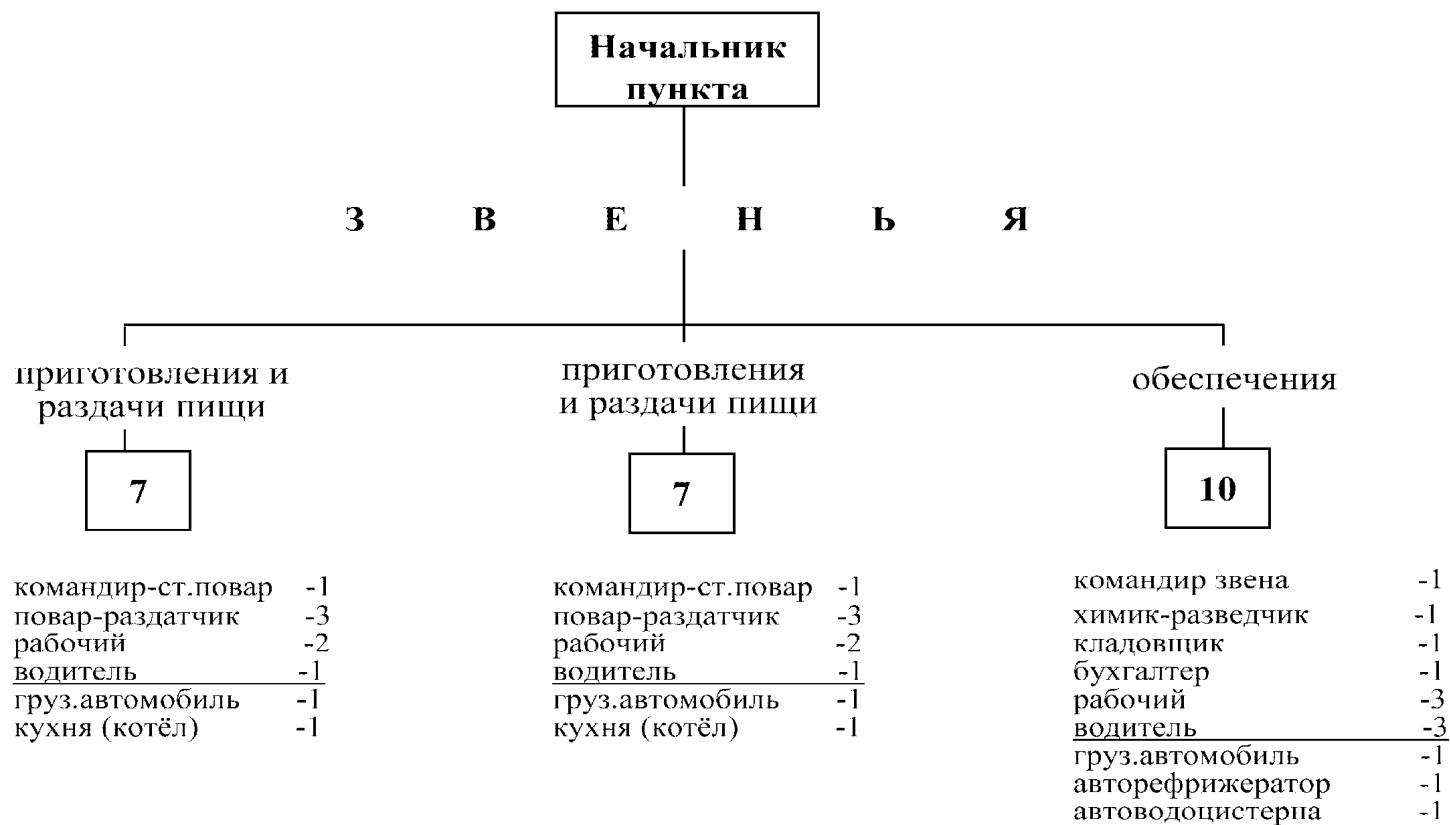 Начальник
пункта
З В Е Н Ь Я
приготовления и
раздачи пищи
7
командир-ст.повар -1
повар-раздатчик -3
рабочий -2
водитель -1
груз.автомобиль -1
кухня (котёл) -1
приготовления
и раздачи пищи
7
командир-ст.повар -1
повар-раздатчик -3
рабочий -2
водитель -1
груз.автомобиль -1
кухня (котёл) -1
обеспечения
10
командир звена -1
химик-разведчик -1
кладовщик -1
бухгалтер -1
рабочий -3
водитель -3
груз.автомобиль -1
авторефрижератор -1
автоводоцистерна -1